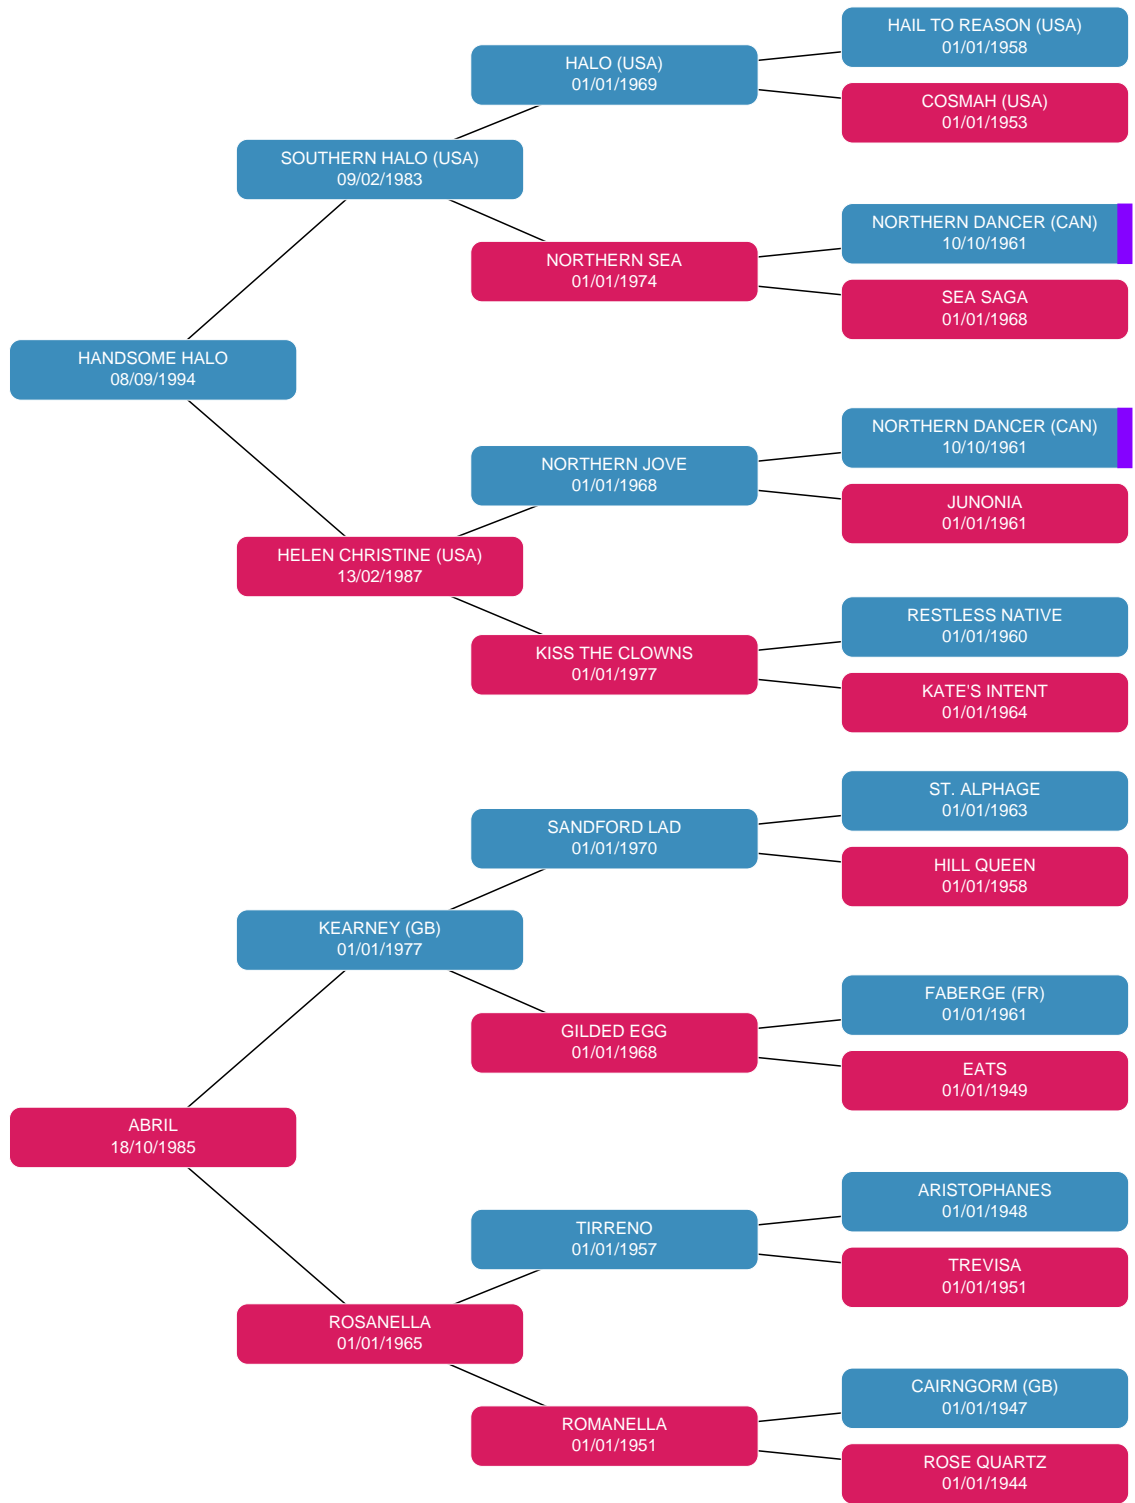 HAIL TO REASON (USA)
01/01/1958
HALO (USA)
01/01/1969
COSMAH (USA)
01/01/1953
SOUTHERN HALO (USA)
09/02/1983
NORTHERN DANCER (CAN)
10/10/1961
NORTHERN SEA
01/01/1974
SEA SAGA
01/01/1968
HANDSOME HALO
08/09/1994
NORTHERN DANCER (CAN)
10/10/1961
NORTHERN JOVE
01/01/1968
JUNONIA
01/01/1961
HELEN CHRISTINE (USA)
13/02/1987
RESTLESS NATIVE
01/01/1960
KISS THE CLOWNS
01/01/1977
KATE'S INTENT
01/01/1964
ST. ALPHAGE
01/01/1963
SANDFORD LAD
01/01/1970
HILL QUEEN
01/01/1958
KEARNEY (GB)
01/01/1977
FABERGE (FR)
01/01/1961
GILDED EGG
01/01/1968
EATS
01/01/1949
ABRIL
18/10/1985
ARISTOPHANES
01/01/1948
TIRRENO
01/01/1957
TREVISA
01/01/1951
ROSANELLA
01/01/1965
CAIRNGORM (GB)
01/01/1947
ROMANELLA
01/01/1951
ROSE QUARTZ
01/01/1944